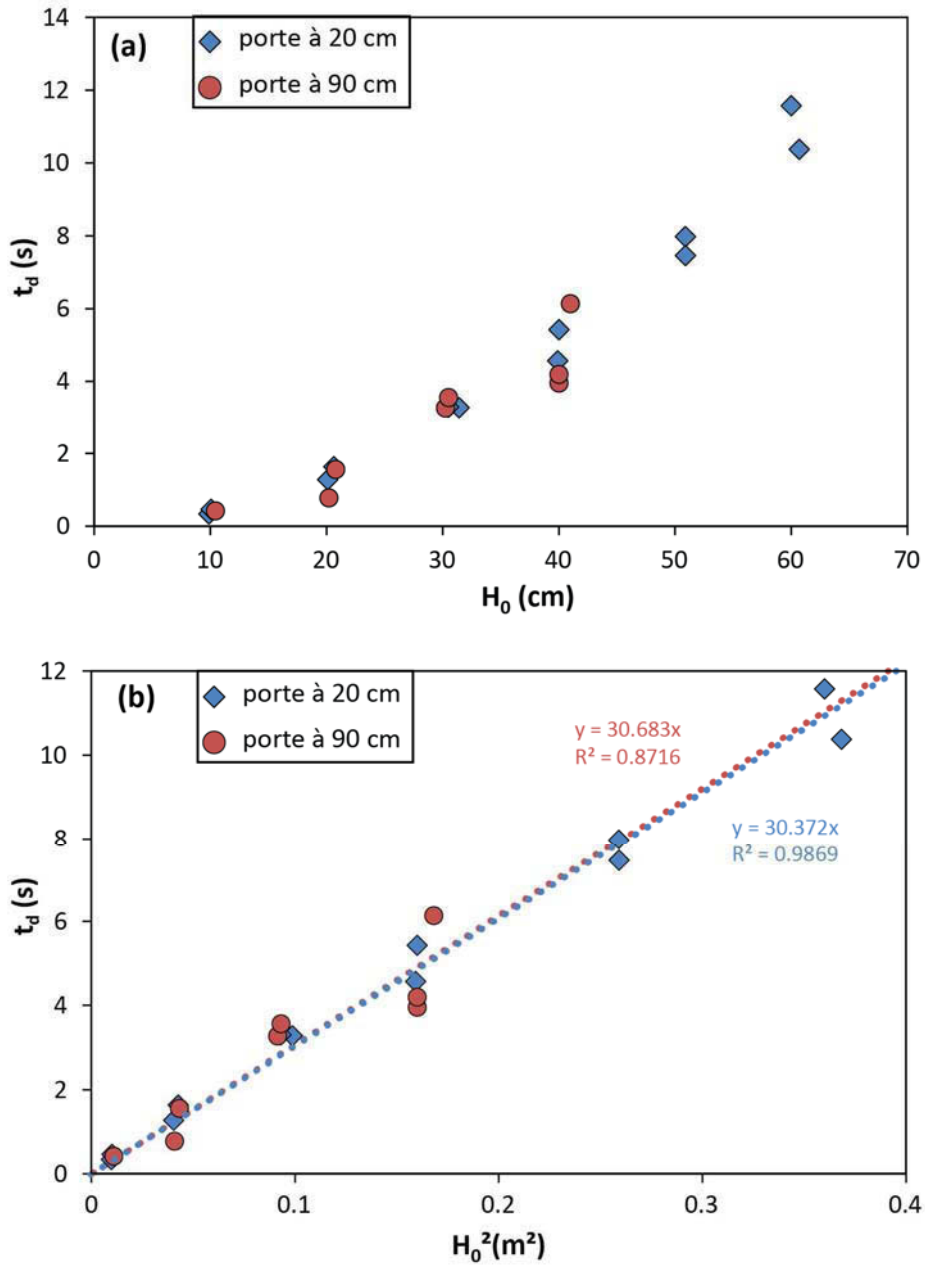 14
(a)
porte à 20 cm
porte à 90 cm
12
10
8
6
4
2
0
t_d (s)
0 10 20 30 40 50 60 70
H₀ (cm)
12
(b)
porte à 20 cm
porte à 90 cm
y = 30.683x
R² = 0.8716
10
y = 30.372x
R² = 0.9869
8
6
4
2
0
t_d (s)
0 0.1 0.2 0.3 0.4
H₀²(m²)